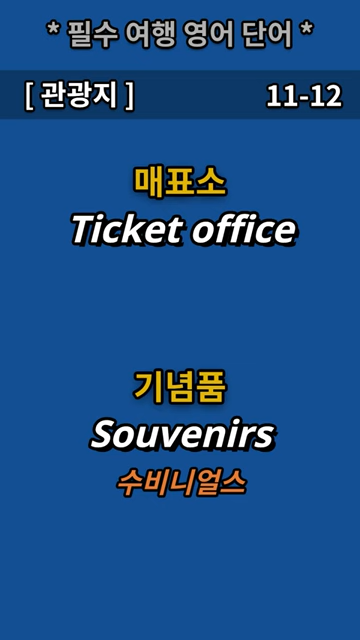 * 필수 여행 영어 단어 *
[ 관광지 ] 11-12
매표소
Ticket office
기념품
Souvenirs
수비니얼스